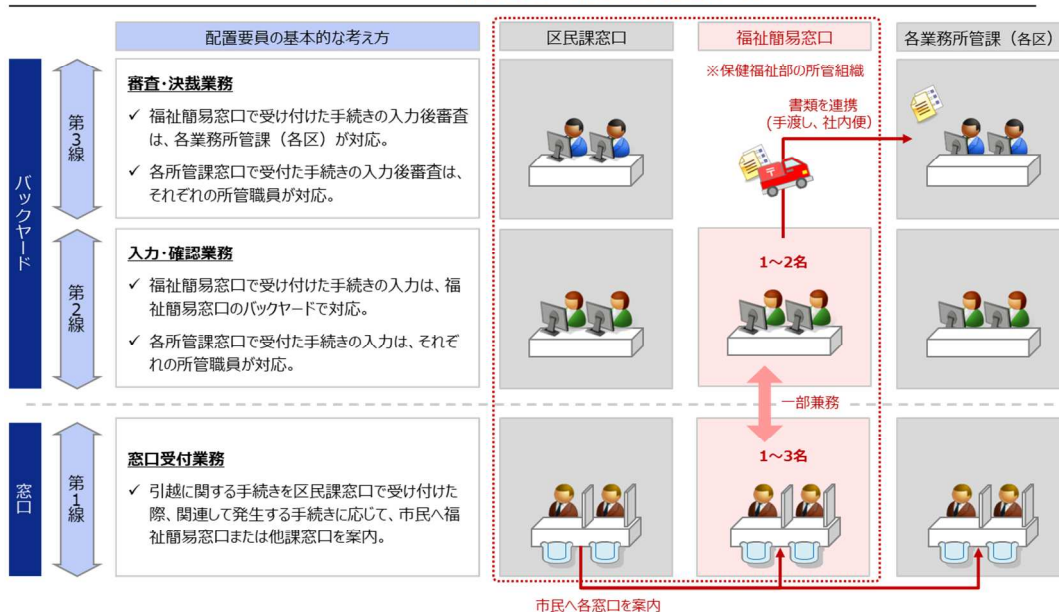 配置要員の基本的な考え方
区民課窓口
福祉簡易窓口
各業務所管課（各区）
※保健福祉部の所管組織
バックヤード
第3線
審査・決裁業務
✓ 福祉簡易窓口で受け付けた手続きの入力後審査
は、各業務所管課（各区）が対応。
✓ 各所管課窓口で受付た手続きの入力後審査は、
それぞれの所管職員が対応。
書類を連携
(手渡し、社内便)
第2線
入力・確認業務
✓ 福祉簡易窓口で受け付けた手続きの入力は、福
祉簡易窓口のバックヤードで対応。
✓ 各所管課窓口で受付た手続きの入力は、それぞ
れの所管職員が対応。
1～2名
一部兼務
窓口
第1線
窓口受付業務
✓ 引越に関する手続きを区民課窓口で受け付けた
際、関連して発生する手続きに応じて、市民へ福
祉簡易窓口または他課窓口を案内。
1～3名
市民へ各窓口を案内